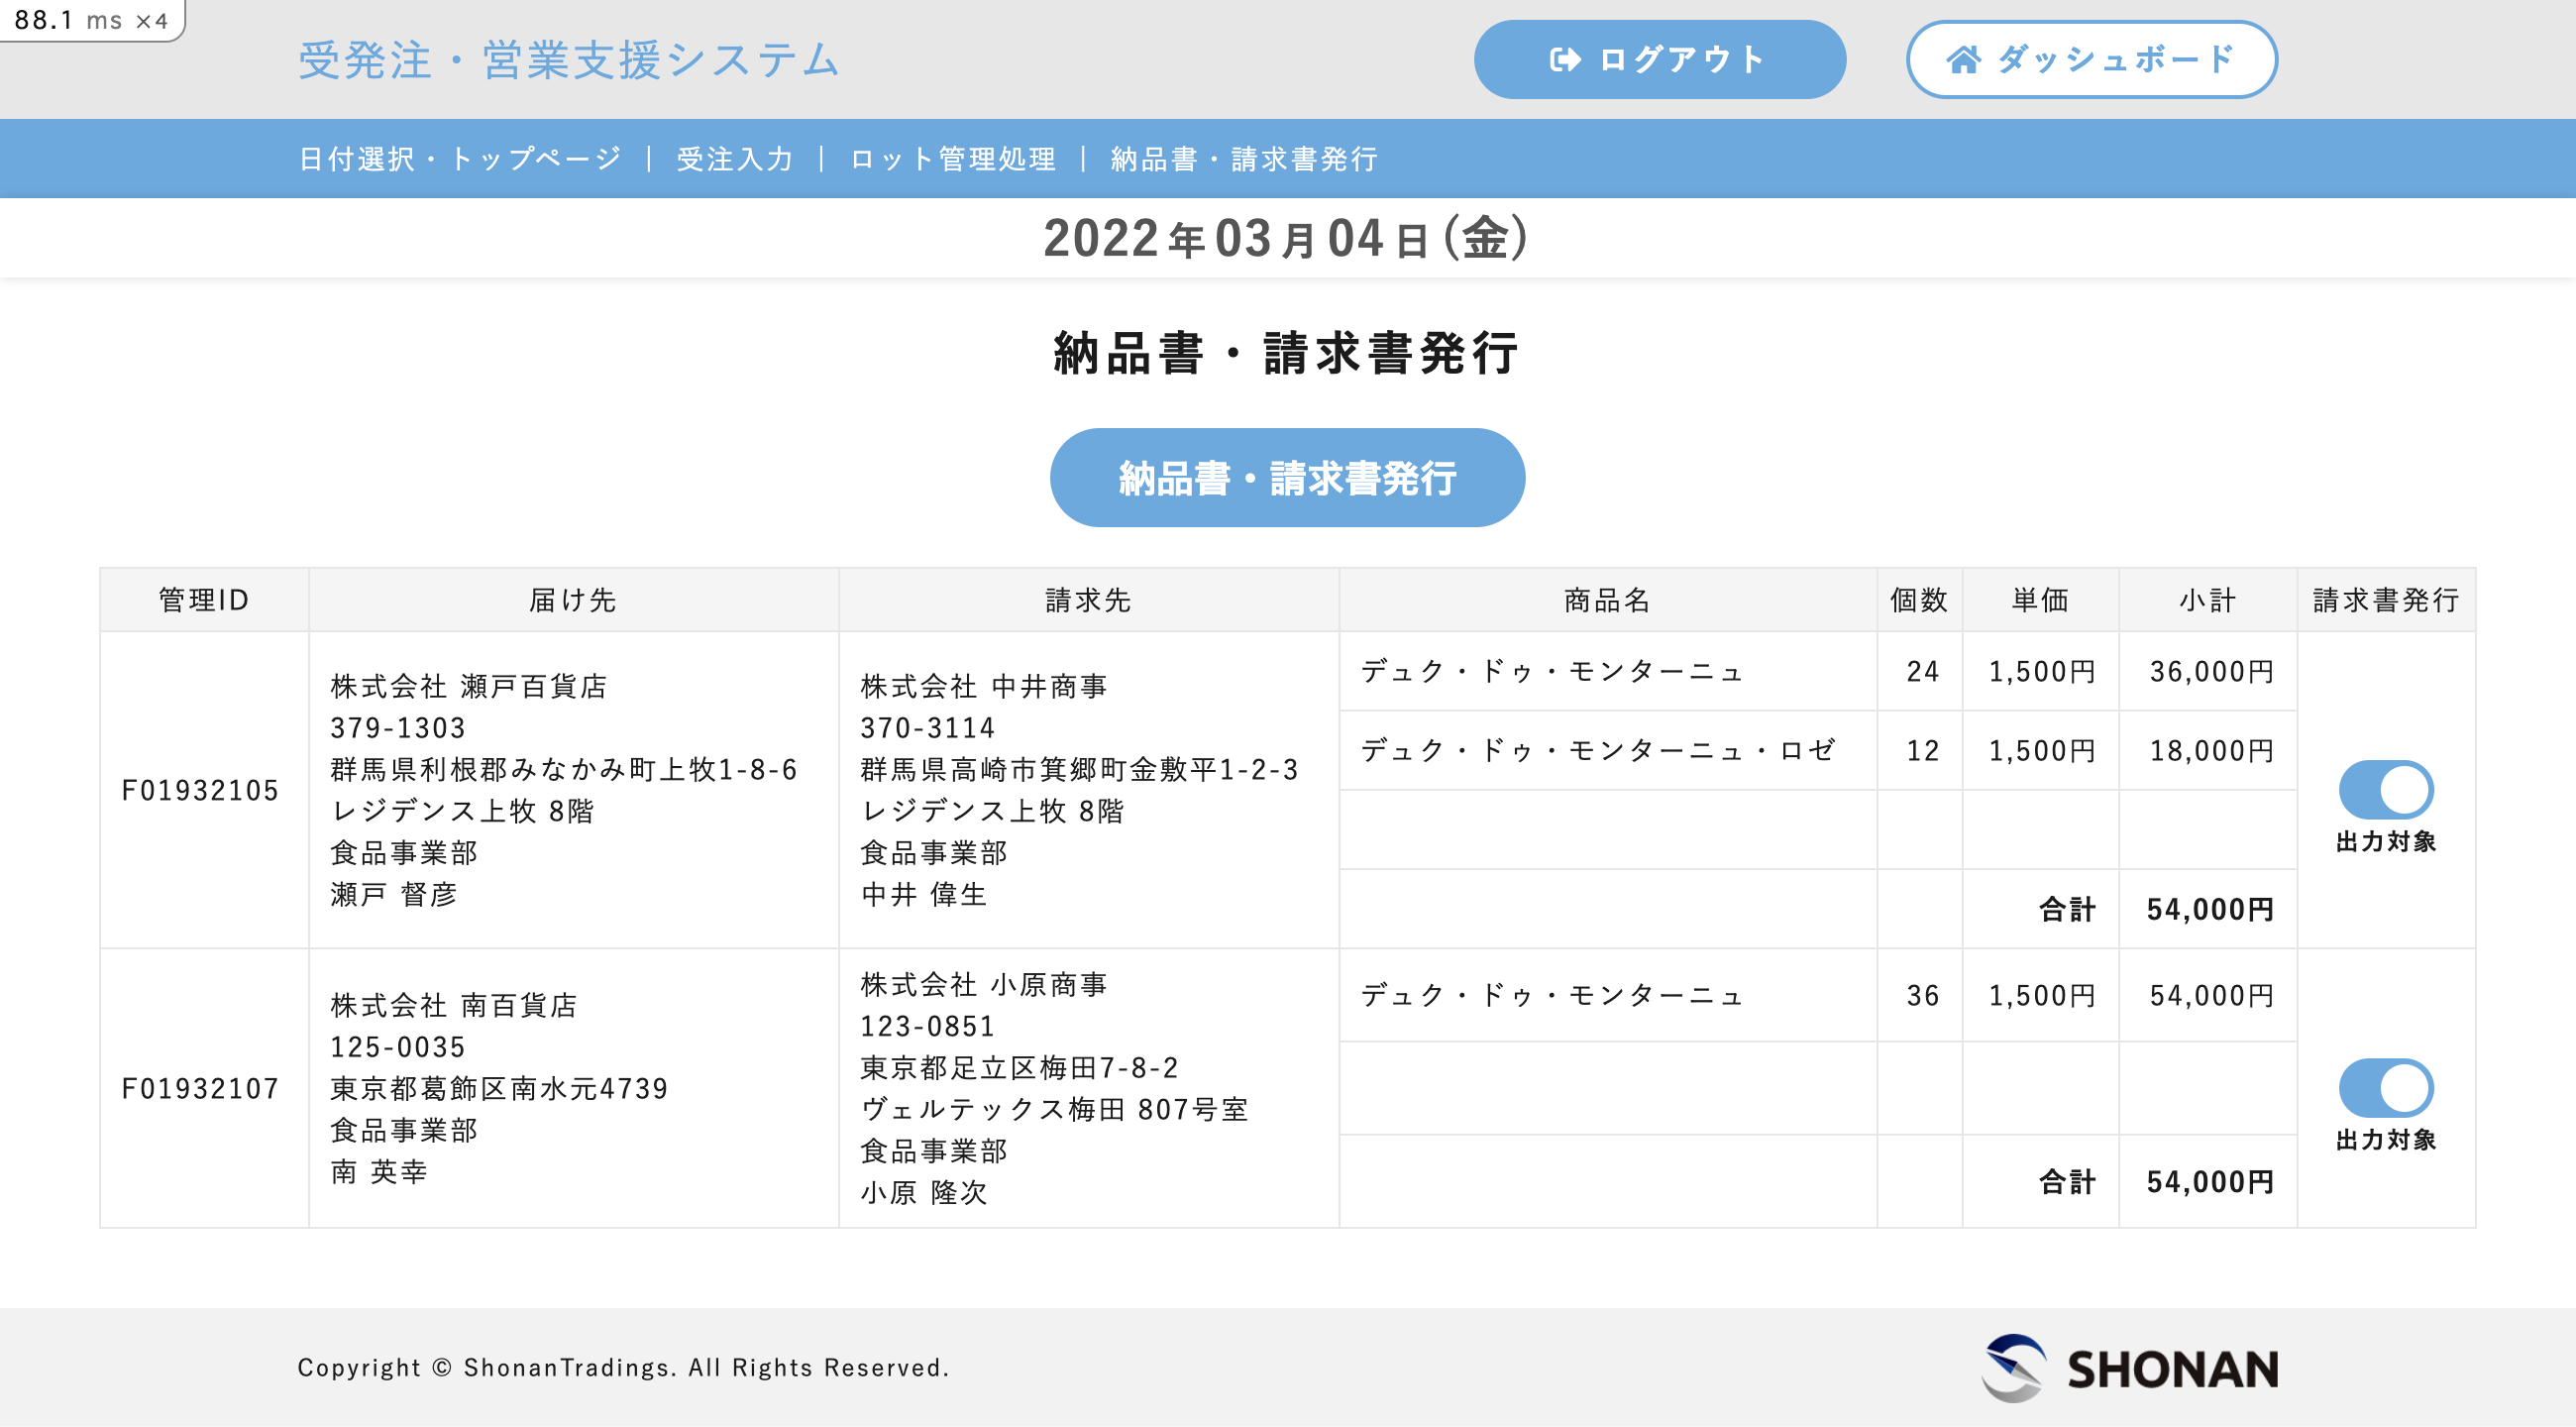 88.1 ms ×4
受発注・営業支援システム
ログアウト
ダッシュボード
日付選択・トップページ | 受注入力 | ロット管理処理 | 納品書・請求書発行
2022年03月04日(金)
納品書・請求書発行
納品書・請求書発行
管理ID 届け先 請求先 商品名 個数 単価 小計 請求書発行
F01932105
株式会社 瀬戸百貨店
379-1303
群馬県利根郡みなかみ町上牧1-8-6
レジデンス上牧 8階
食品事業部
瀬戸 督彦
株式会社 中井商事
370-3114
群馬県高崎市箕郷町金敷平1-2-3
レジデンス上牧 8階
食品事業部
中井 偉生
デュク・ドゥ・モンターニュ 24 1,500円 36,000円
デュク・ドゥ・モンターニュ・ロゼ 12 1,500円 18,000円
合計 54,000円
出力対象
F01932107
株式会社 南百貨店
125-0035
東京都葛飾区南水元4739
食品事業部
南 英幸
株式会社 小原商事
123-0851
東京都足立区梅田7-8-2
ヴェルテックス梅田 807号室
食品事業部
小原 隆次
デュク・ドゥ・モンターニュ 36 1,500円 54,000円
合計 54,000円
出力対象
Copyright © ShonanTradings. All Rights Reserved.
SHONAN